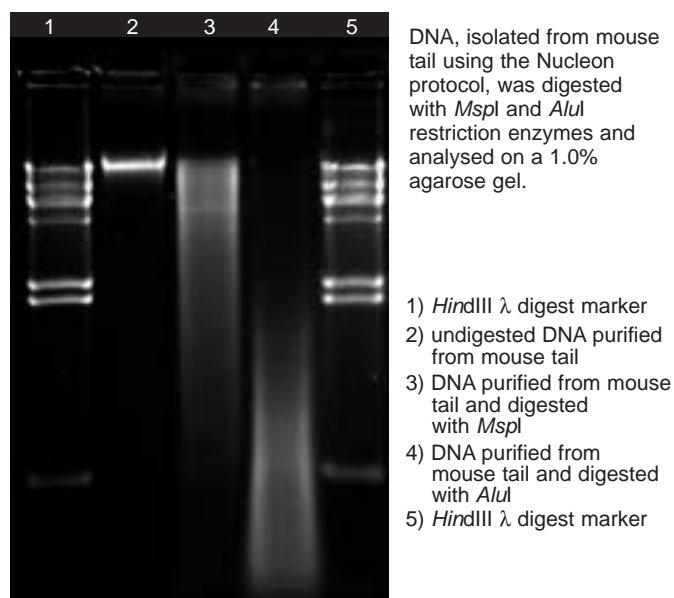 1 2 3 4 5
DNA, isolated from mouse
tail using the Nucleon
protocol, was digested
with MspI and AluI
restriction enzymes and
analysed on a 1.0%
agarose gel.
1) HindIII λ digest marker
2) undigested DNA purified
from mouse tail
3) DNA purified from mouse
tail and digested
with MspI
4) DNA purified from
mouse tail and digested
with AluI
5) HindIII λ digest marker